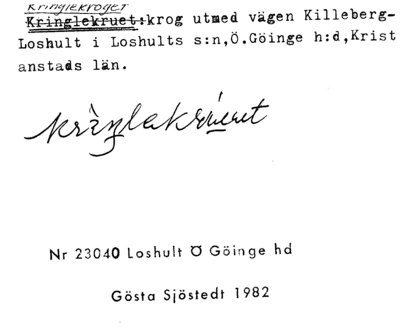 Kringlekroget
Kringlekruet:krog utmed vägen Killeberg-
Loshult i Loshults s:n,Ö.Göinge h:d,Krist
anstads län.
Nr 23040 Loshult Ö Göinge hd
Gösta Sjöstedt 1982